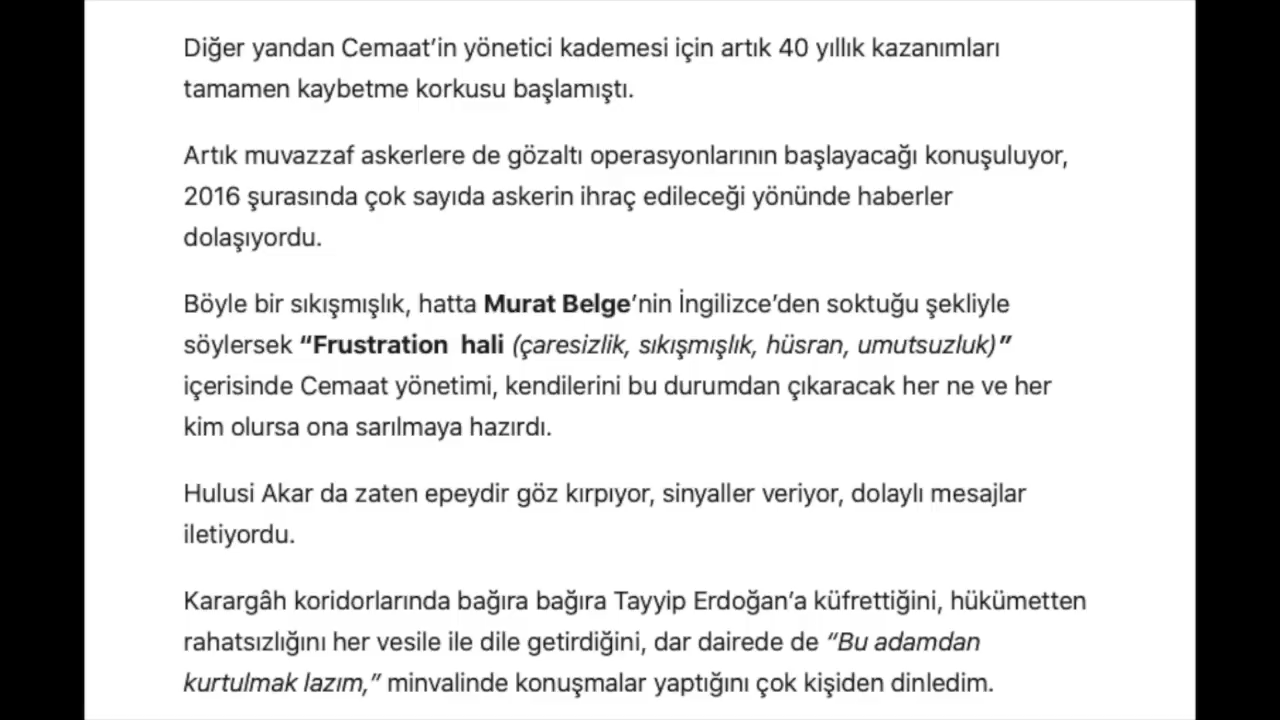 Diğer yandan Cemaat’in yönetici kademesi için artık 40 yıllık kazanımları
tamamen kaybetme korkusu başlamıştı.
Artık muvazzaf askerlere de gözaltı operasyonlarının başlayacağı konuşuluyor,
2016 şurasında çok sayıda askerin ihraç edileceği yönünde haberler
dolaşıyordu.
Böyle bir sıkışmışlık, hatta Murat Belge’nin İngilizce’den soktuğu şekliyle
söylersek “Frustration hali (çaresizlik, sıkışmışlık, hüsran, umutsuzluk)”
içerisinde Cemaat yönetimi, kendilerini bu durumdan çıkaracak her ne ve her
kim olursa ona sarılmaya hazırdı.
Hulusi Akar da zaten epeydir göz kırpıyor, sinyaller veriyor, dolaylı mesajlar
iletiyordu.
Karargâh koridorlarında bağıra bağıra Tayyip Erdoğan’a küfrettiğini, hükümetten
rahatsızlığını her vesile ile dile getirdiğini, dar dairede de “Bu adamdan
kurtulmak lazım,” minvalinde konuşmalar yaptığını çok kişiden dinledim.